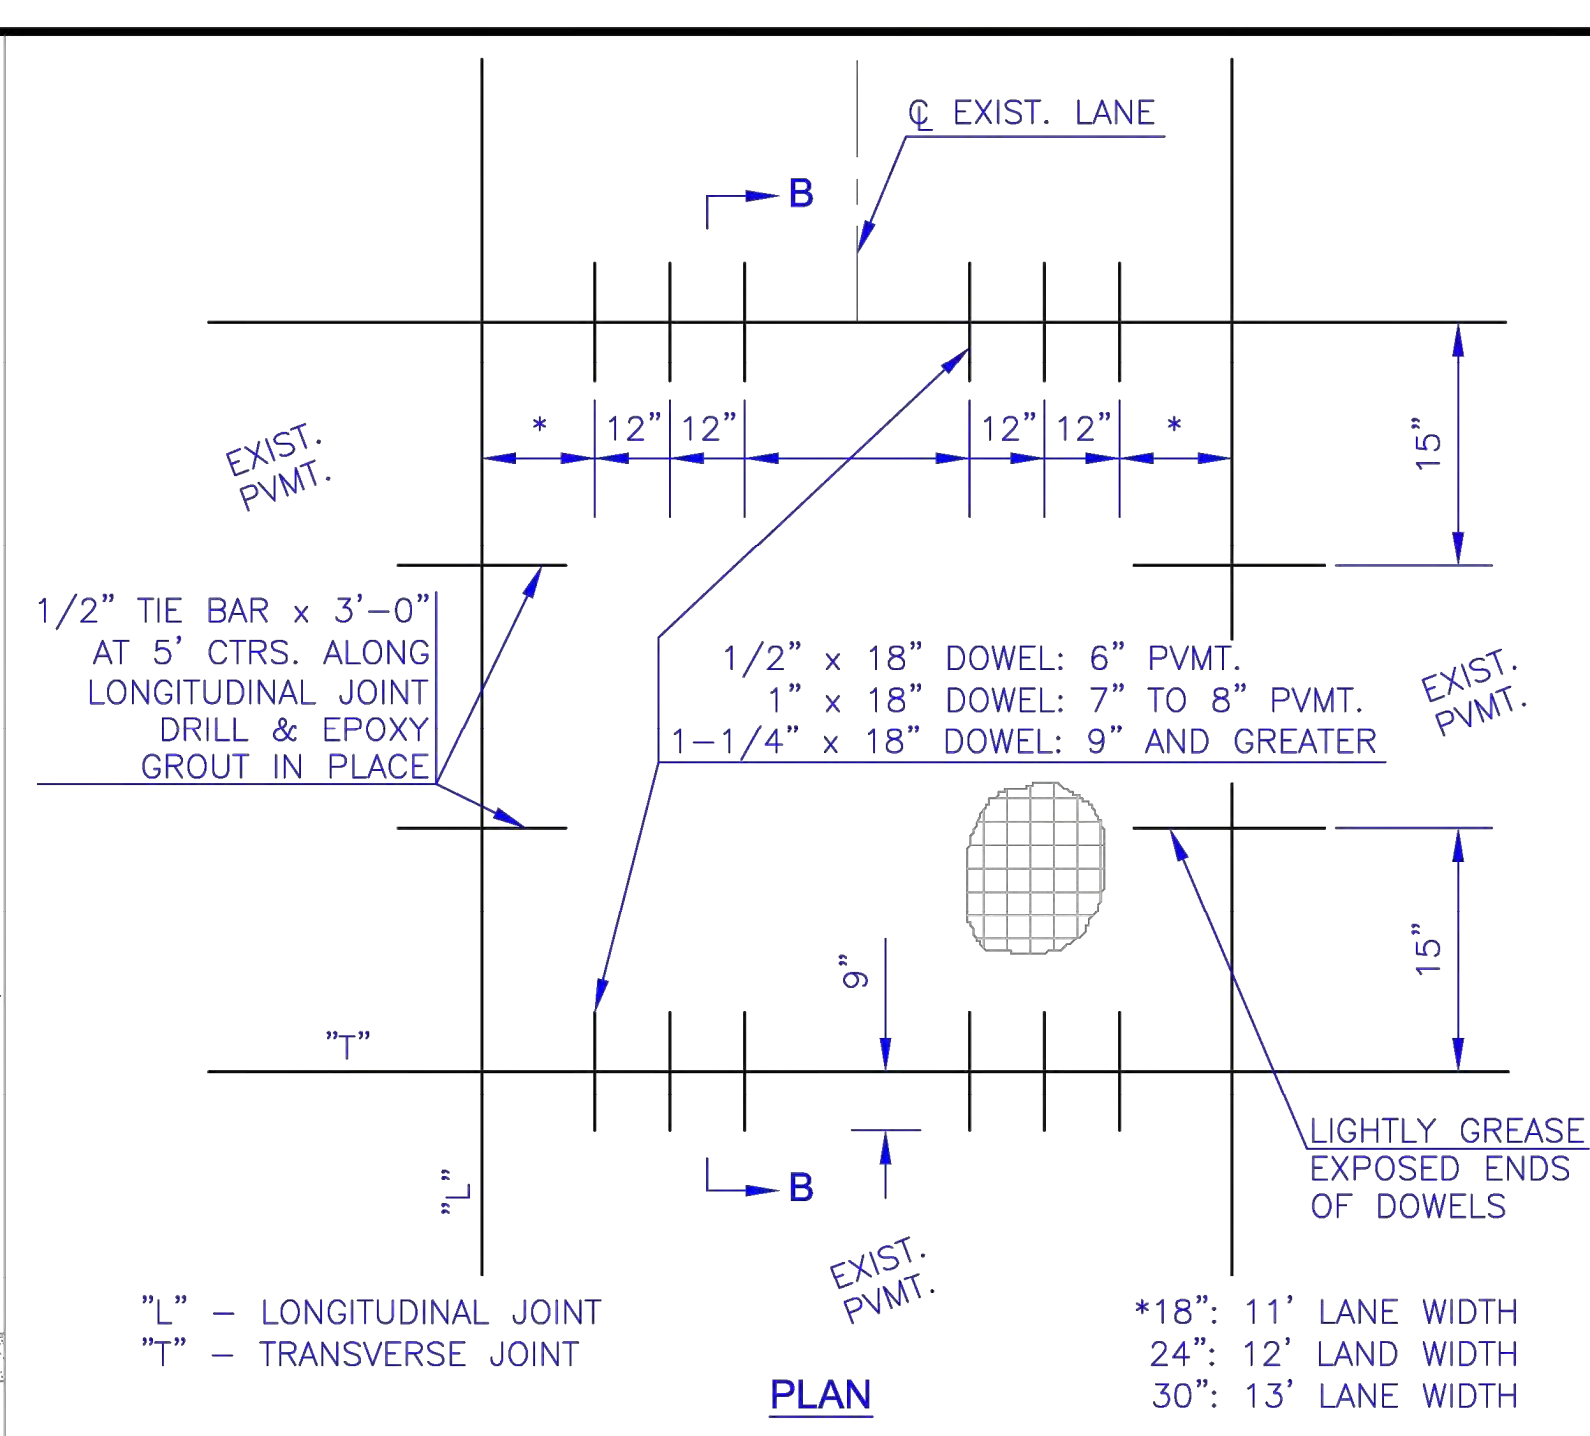 ℄ EXIST. LANE
B
* 12" 12" 12" 12" *
15"
EXIST.
PVMT.
1/2" TIE BAR x 3'-0"
AT 5' CTRS. ALONG
LONGITUDINAL JOINT
DRILL & EPOXY
GROUT IN PLACE
1/2" x 18" DOWEL: 6" PVMT.
1" x 18" DOWEL: 7" TO 8" PVMT.
1-1/4" x 18" DOWEL: 9" AND GREATER
EXIST.
PVMT.
9"
15"
"T"
"L"
B
LIGHTLY GREASE
EXPOSED ENDS
OF DOWELS
EXIST.
PVMT.
"L" - LONGITUDINAL JOINT
"T" - TRANSVERSE JOINT
*18": 11' LANE WIDTH
24": 12' LAND WIDTH
30": 13' LANE WIDTH
PLAN